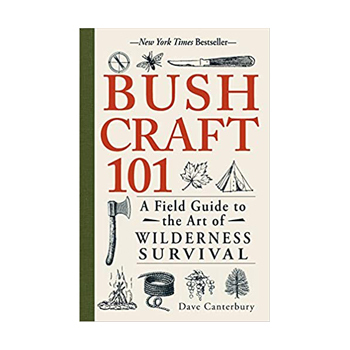 —New York Times Bestseller—
BUSH
CRAFT
101
A Field Guide to
the Art of
WILDERNESS
SURVIVAL
Dave Canterbury